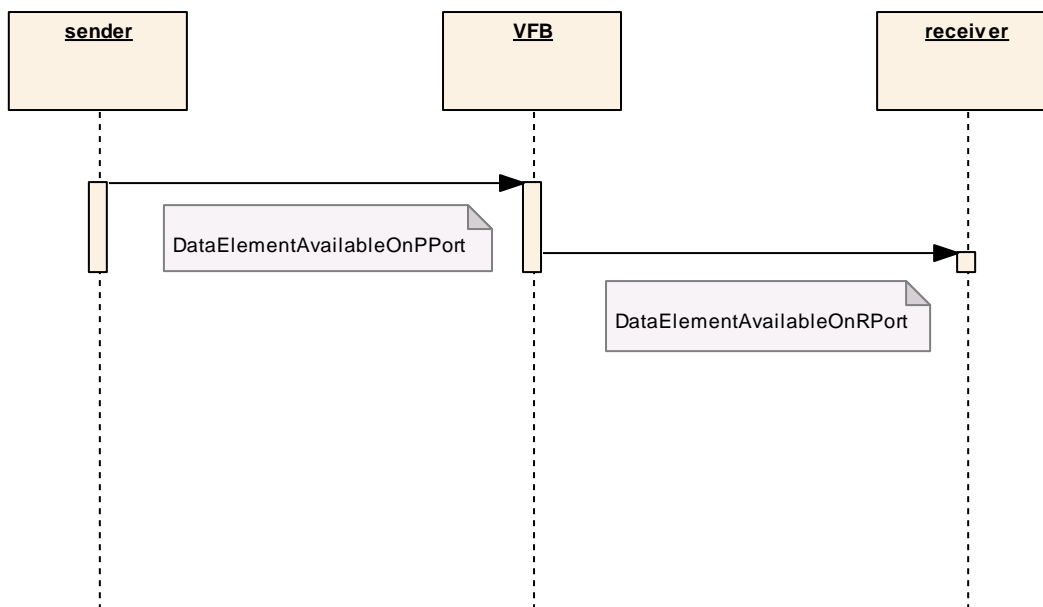 sender
VFB
receiver
DataElementAvailableOnPPort
DataElementAvailableOnRPort